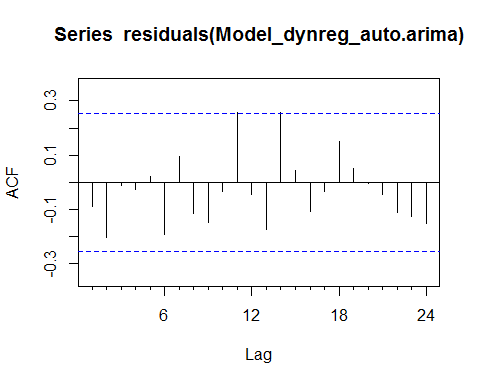 Series residuals(Model_dynreg_auto.arima)
ACF
0.3
0.1
-0.1
-0.3
6 12 18 24
Lag